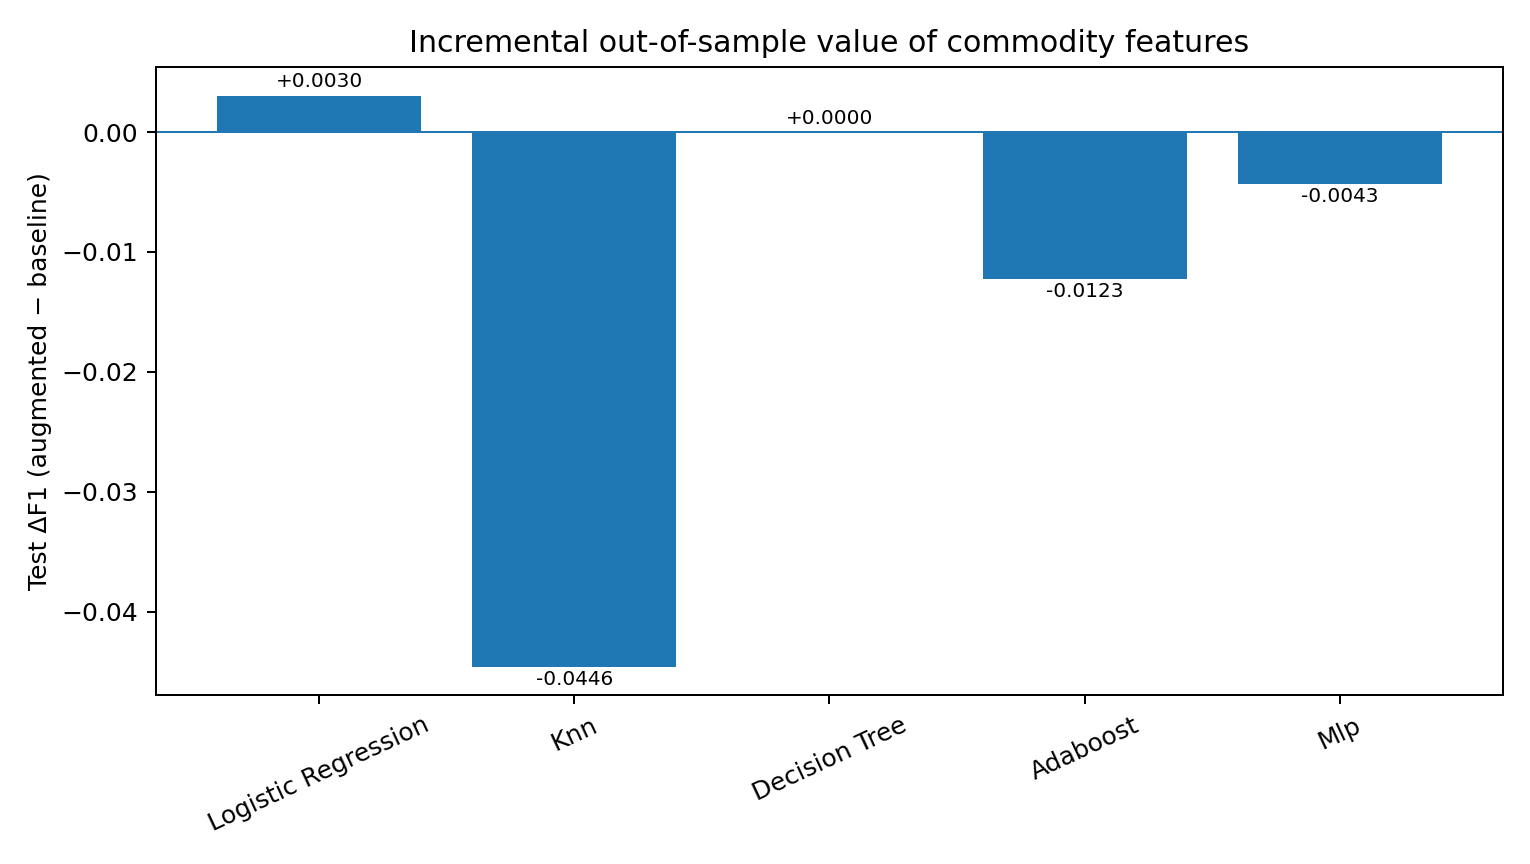 Incremental out-of-sample value of commodity features
Test ΔF1 (augmented − baseline)
0.00
−0.01
−0.02
−0.03
−0.04
+0.0030
-0.0446
+0.0000
-0.0123
-0.0043
Logistic Regression
Knn
Decision Tree
Adaboost
Mlp